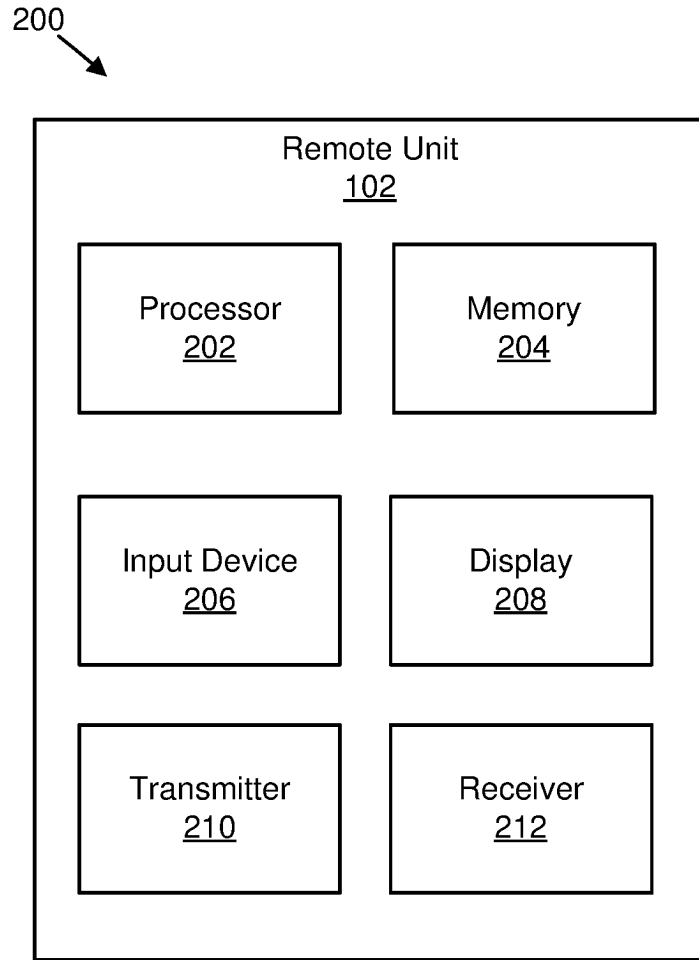 200
Remote Unit
102
Processor
202
Memory
204
Input Device
206
Display
208
Transmitter
210
Receiver
212